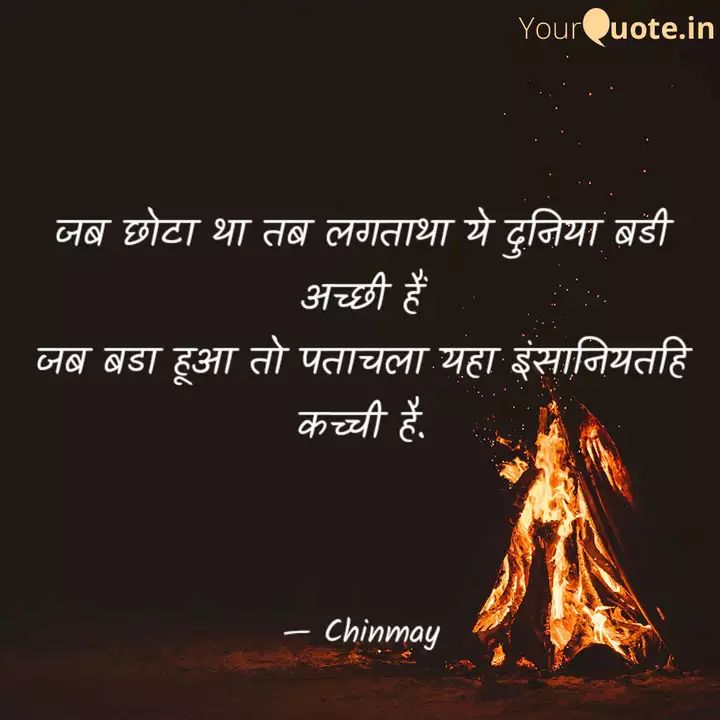 YourQuote.in
जब छोटा था तब लगताथा ये दुनिया बडी
अच्छी हैं
जब बडा हूआ तो पताचला यहा इंसानियतहि
कच्ची है.
— Chinmay